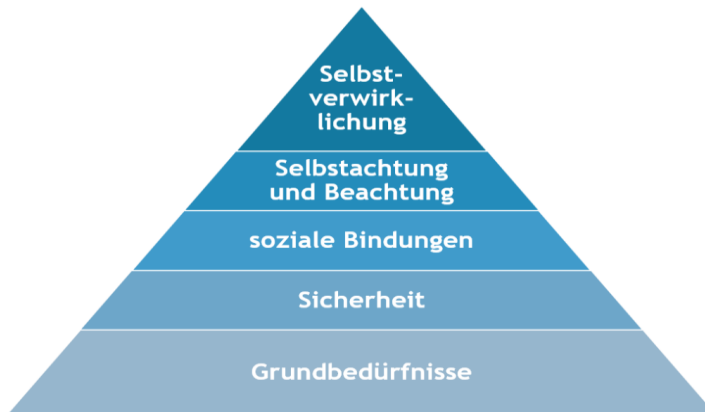 Selbst-
verwirk-
lichung
Selbstachtung
und Beachtung
soziale Bindungen
Sicherheit
Grundbedürfnisse